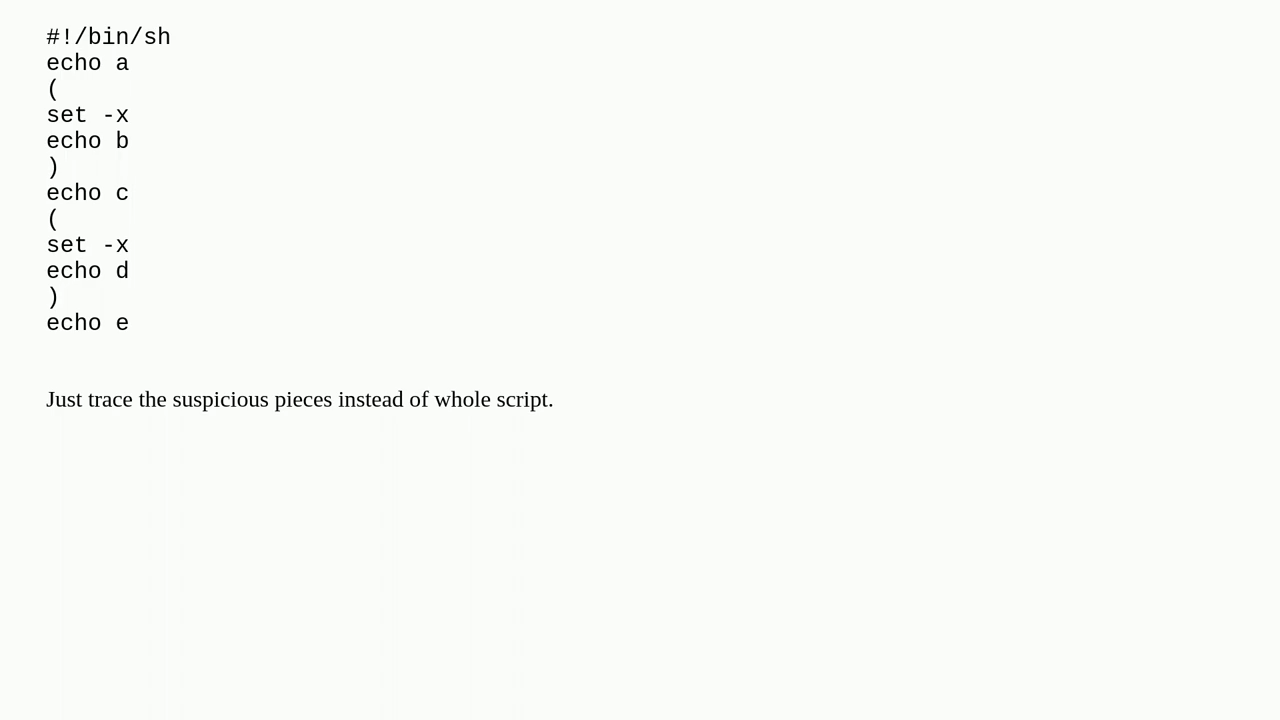 #!/bin/sh
echo a
(
set -x
echo b
)
echo c
(
set -x
echo d
)
echo e
Just trace the suspicious pieces instead of whole script.